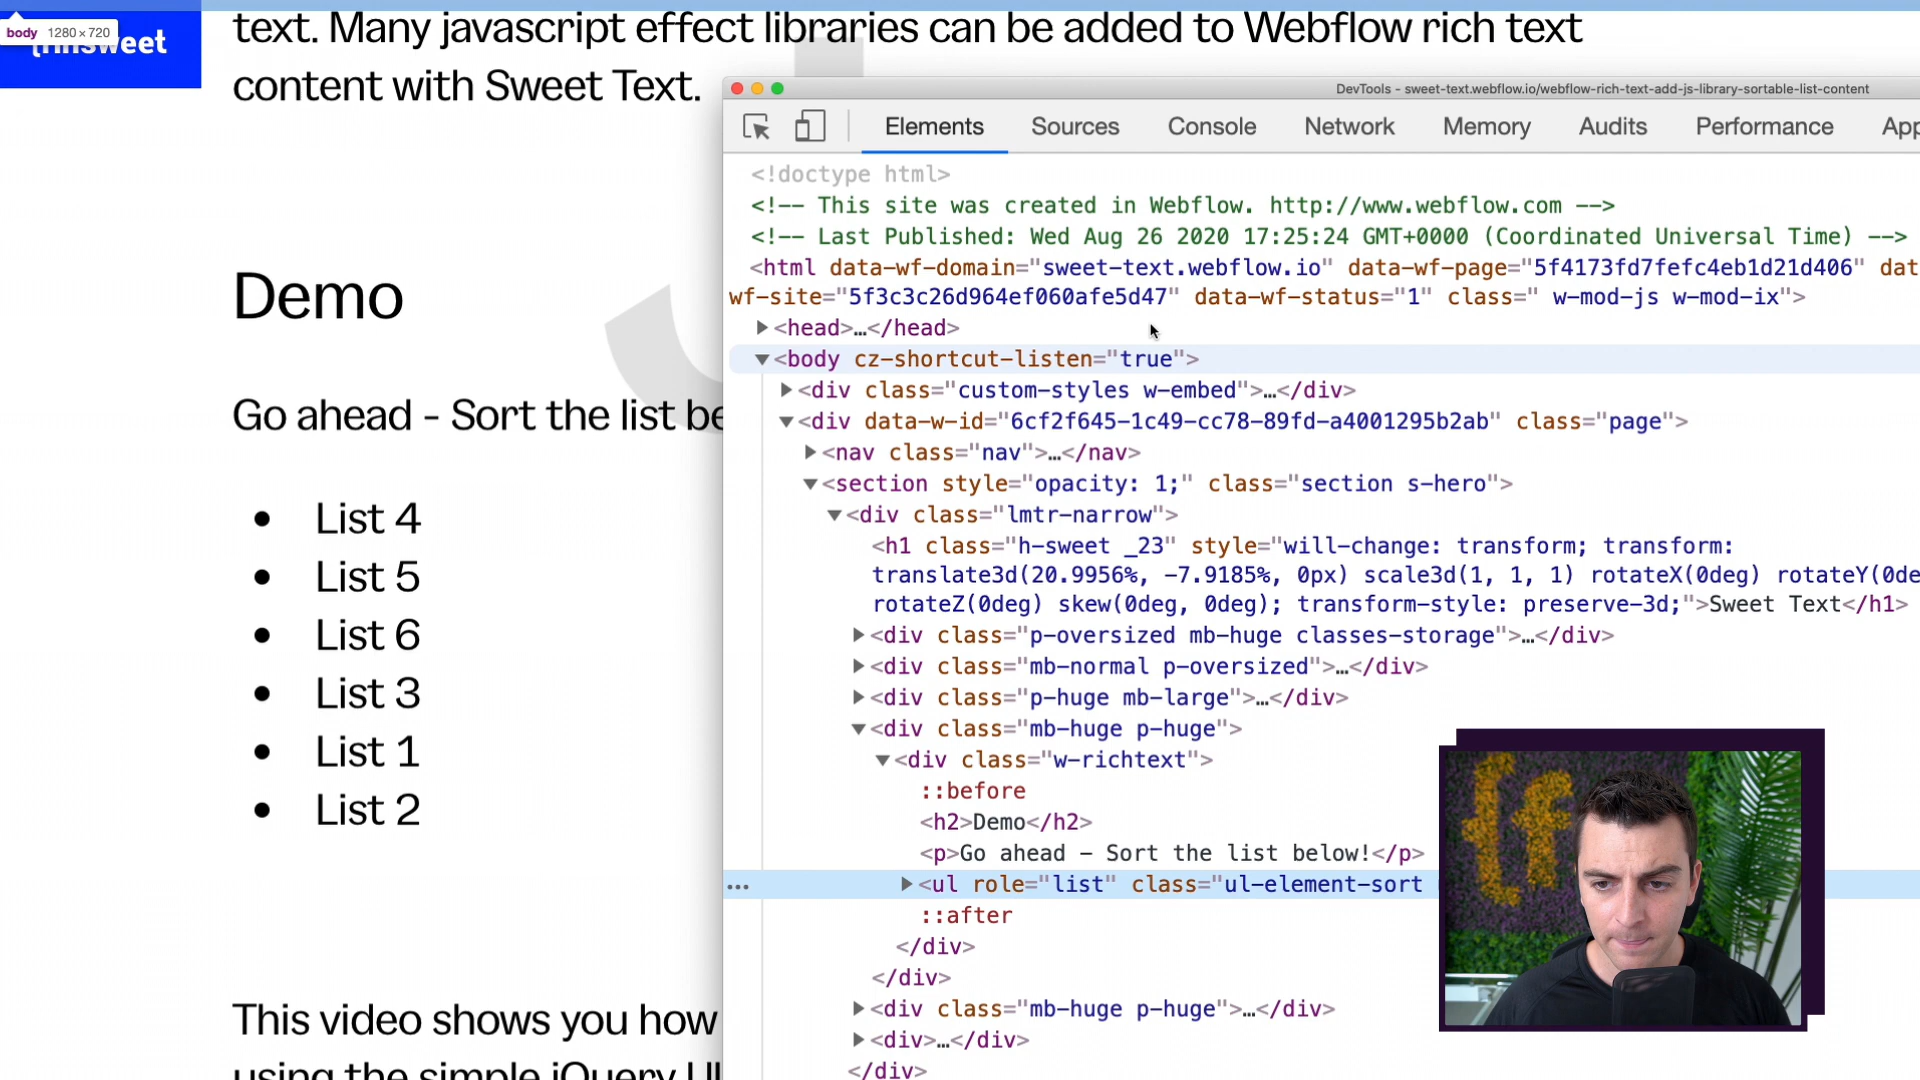 text. Many javascript effect libraries can be added to Webflow rich text
content with Sweet Text.
body 1280×720
Demo
Go ahead - Sort the list be
List 4
List 5
List 6
List 3
List 1
List 2
This video shows you how
using the simple jQuery UI
DevTools - sweet-text.webflow.io/webflow-rich-text-add-js-library-sortable-list-content
Elements Sources Console Network Memory Audits Performance App
<!doctype html>
<!-- This site was created in Webflow. http://www.webflow.com -->
<!-- Last Published: Wed Aug 26 2020 17:25:24 GMT+0000 (Coordinated Universal Time) -->
<html data-wf-domain="sweet-text.webflow.io" data-wf-page="5f4173fd7fefc4eb1d21d406" dat
wf-site="5f3c3c26d964ef060afe5d47" data-wf-status="1" class=" w-mod-js w-mod-ix">
<head>…</head>
<body cz-shortcut-listen="true">
<div class="custom-styles w-embed">…</div>
<div data-w-id="6cf2f645-1c49-cc78-89fd-a4001295b2ab" class="page">
<nav class="nav">…</nav>
<section style="opacity: 1;" class="section s-hero">
<div class="lmtr-narrow">
<h1 class="h-sweet _23" style="will-change: transform; transform:
translate3d(20.9956%, -7.9185%, 0px) scale3d(1, 1, 1) rotateX(0deg) rotateY(0de
rotateZ(0deg) skew(0deg, 0deg); transform-style: preserve-3d;">Sweet Text</h1>
<div class="p-oversized mb-huge classes-storage">…</div>
<div class="mb-normal p-oversized">…</div>
<div class="p-huge mb-large">…</div>
<div class="mb-huge p-huge">
<div class="w-richtext">
::before
<h2>Demo</h2>
<p>Go ahead – Sort the list below!</p>
… <ul role="list" class="ul-element-sort
::after
</div>
</div>
<div class="mb-huge p-huge">…</div>
<div>…</div>
</div>